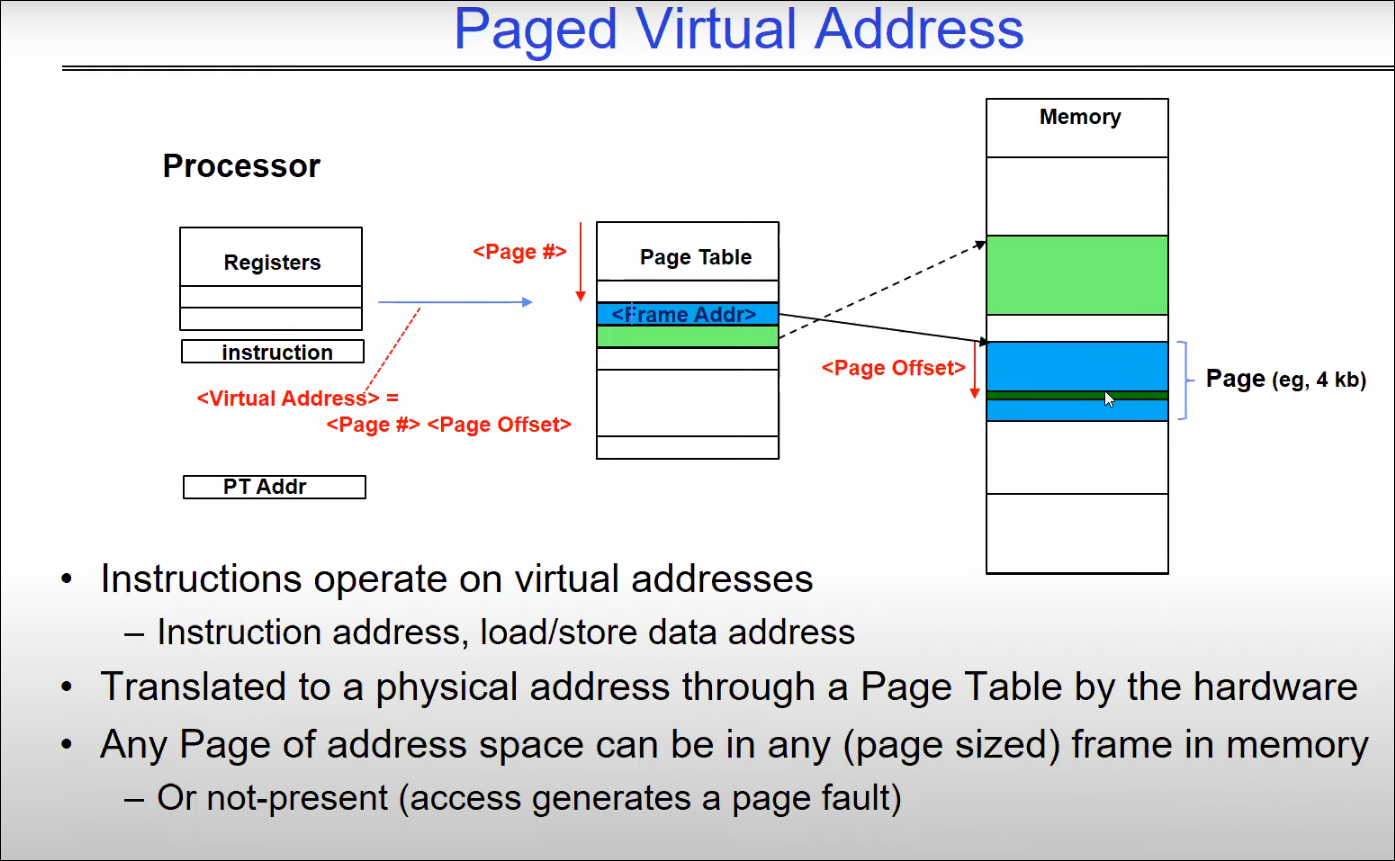 Paged Virtual Address
Processor
Registers
instruction
<Virtual Address> =
<Page #> <Page Offset>
PT Addr
<Page #>
Page Table
<Frame Addr>
Memory
<Page Offset>
Page (eg, 4 kb)
• Instructions operate on virtual addresses
– Instruction address, load/store data address
• Translated to a physical address through a Page Table by the hardware
• Any Page of address space can be in any (page sized) frame in memory
– Or not-present (access generates a page fault)